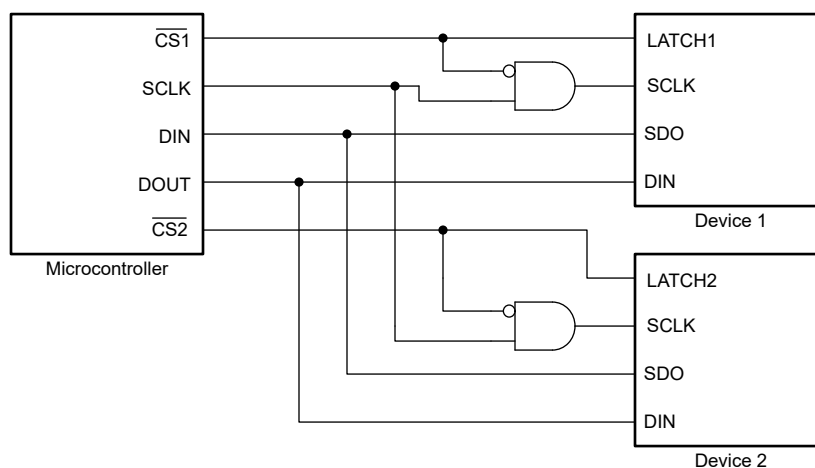 CS1
SCLK
DIN
DOUT
CS2
Microcontroller
LATCH1
SCLK
SDO
DIN
Device 1
LATCH2
SCLK
SDO
DIN
Device 2